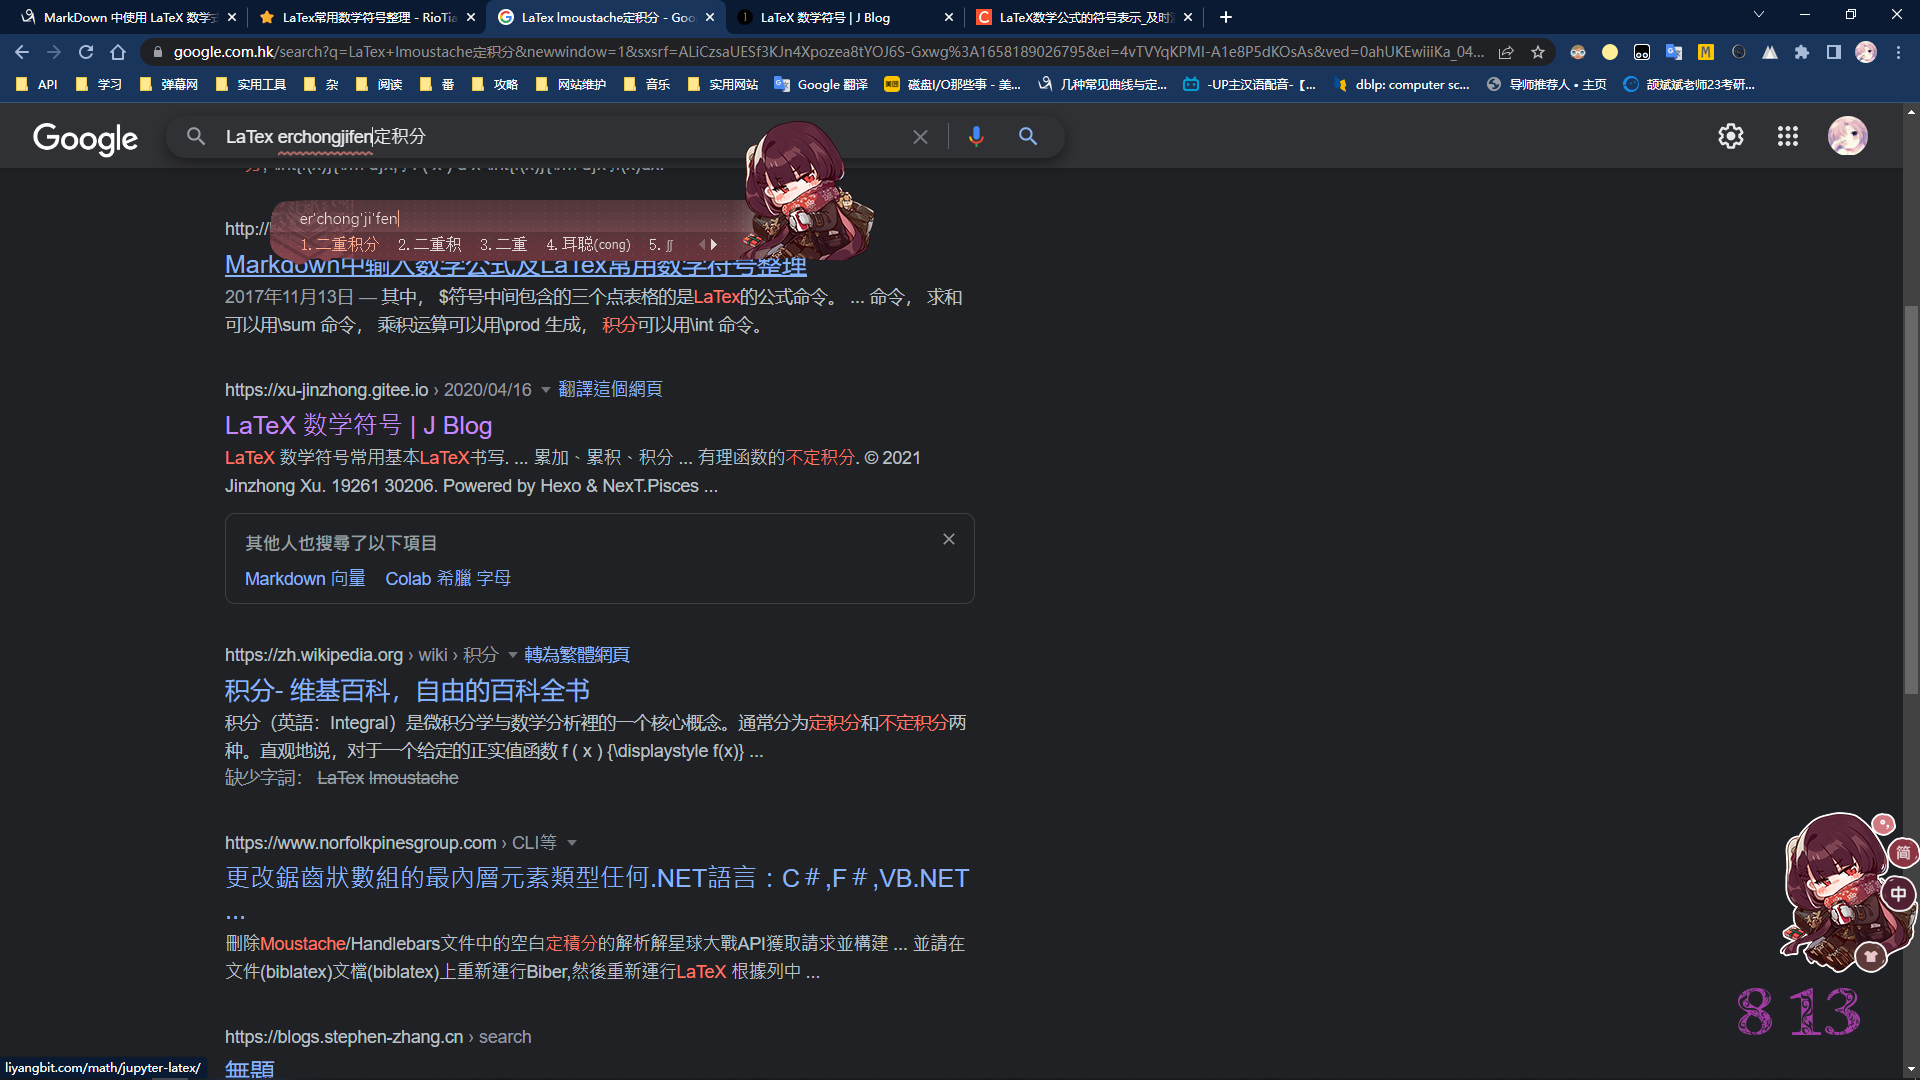 MarkDown 中使用 LaTeX 数学式
LaTex常用数学符号整理 - RioTia
LaTex lmoustache定积分 - Goo
LaTeX 数学符号 | J Blog
LaTeX数学公式的符号表示_及时
google.com.hk/search?q=LaTex+lmoustache定积分&newwindow=1&sxsrf=ALiCzsaUESf3KJn4Xpozea8tYOJ6S-Gxwg%3A1658189026795&ei=4vTVYqKPMI-A1e8P5dKOsAs&ved=0ahUKEwiiiKa_04...
API 学习 弹幕网 实用工具 杂 阅读 番 攻略 网站维护 音乐 实用网站 Google 翻译 磁盘I/O那些事 - 美... 几种常见曲线与定... -UP主汉语配音-【... dblp: computer sc... 导师推荐人 • 主页 颉斌斌老师23考研...
Google
LaTex erchongjifen定积分
er'chong'ji'fen
1. 二重积分 2. 二重积 3. 二重 4. 耳聪(cong) 5. ∬
http://
Markdown中输入数学公式及LaTex常用数学符号整理
2017年11月13日 — 其中， $符号中间包含的三个点表格的是LaTex的公式命令。 ... 命令， 求和
可以用\sum 命令， 乘积运算可以用\prod 生成， 积分可以用\int 命令。
https://xu-jinzhong.gitee.io › 2020/04/16 翻譯這個網頁
LaTeX 数学符号 | J Blog
LaTeX 数学符号常用基本LaTeX书写. ... 累加、累积、积分 ... 有理函数的不定积分. © 2021
Jinzhong Xu. 19261 30206. Powered by Hexo & NexT.Pisces ...
其他人也搜尋了以下項目
Markdown 向量 Colab 希臘 字母
https://zh.wikipedia.org › wiki › 积分 轉為繁體網頁
积分- 维基百科，自由的百科全书
积分（英語：Integral）是微积分学与数学分析裡的一个核心概念。通常分为定积分和不定积分两
种。直观地说，对于一个给定的正实值函数 f ( x ) {\displaystyle f(x)} ...
缺少字詞： LaTex lmoustache
https://www.norfolkpinesgroup.com › CLI等
更改鋸齒狀數組的最內層元素類型任何.NET語言：C＃,F＃,VB.NET
...
刪除Moustache/Handlebars文件中的空白定積分的解析解星球大戰API獲取請求並構建 ... 並請在
文件(biblatex)文檔(biblatex)上重新運行Biber,然後重新運行LaTeX 根據列中 ...
https://blogs.stephen-zhang.cn › search
無題
liyangbit.com/math/jupyter-latex/
简
中
8 13